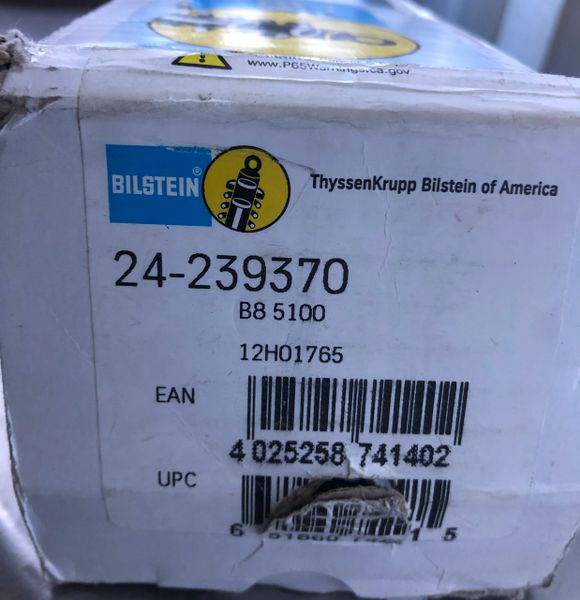 www.P65Warnings.ca.gov
BILSTEIN®
ThyssenKrupp Bilstein of America
24-239370
B8 5100
12H01765
EAN
4 025258 741402
UPC
6
5